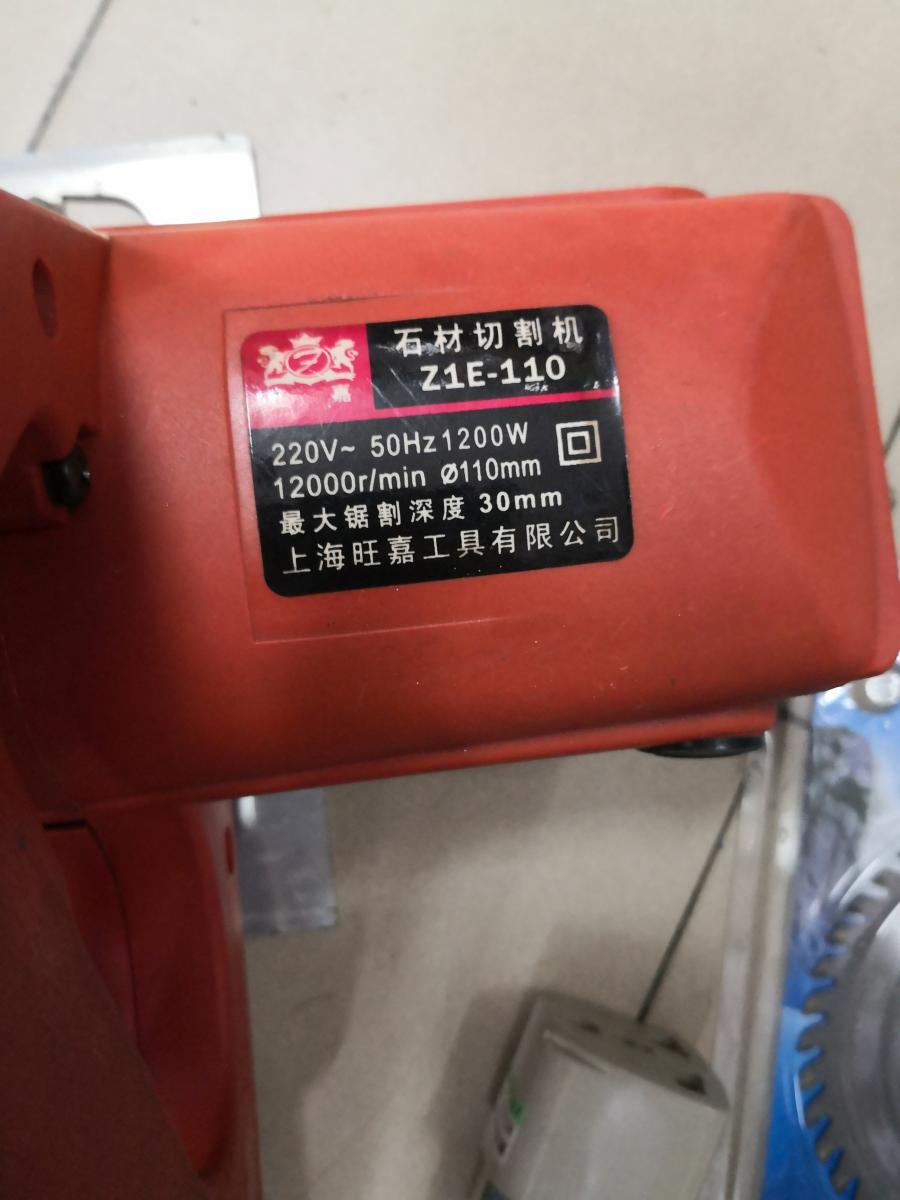 石材切割机
Z1E-110
嘉
220V~ 50Hz 1200W
12000r/min Ø110mm
最大锯割深度 30mm
上海旺嘉工具有限公司